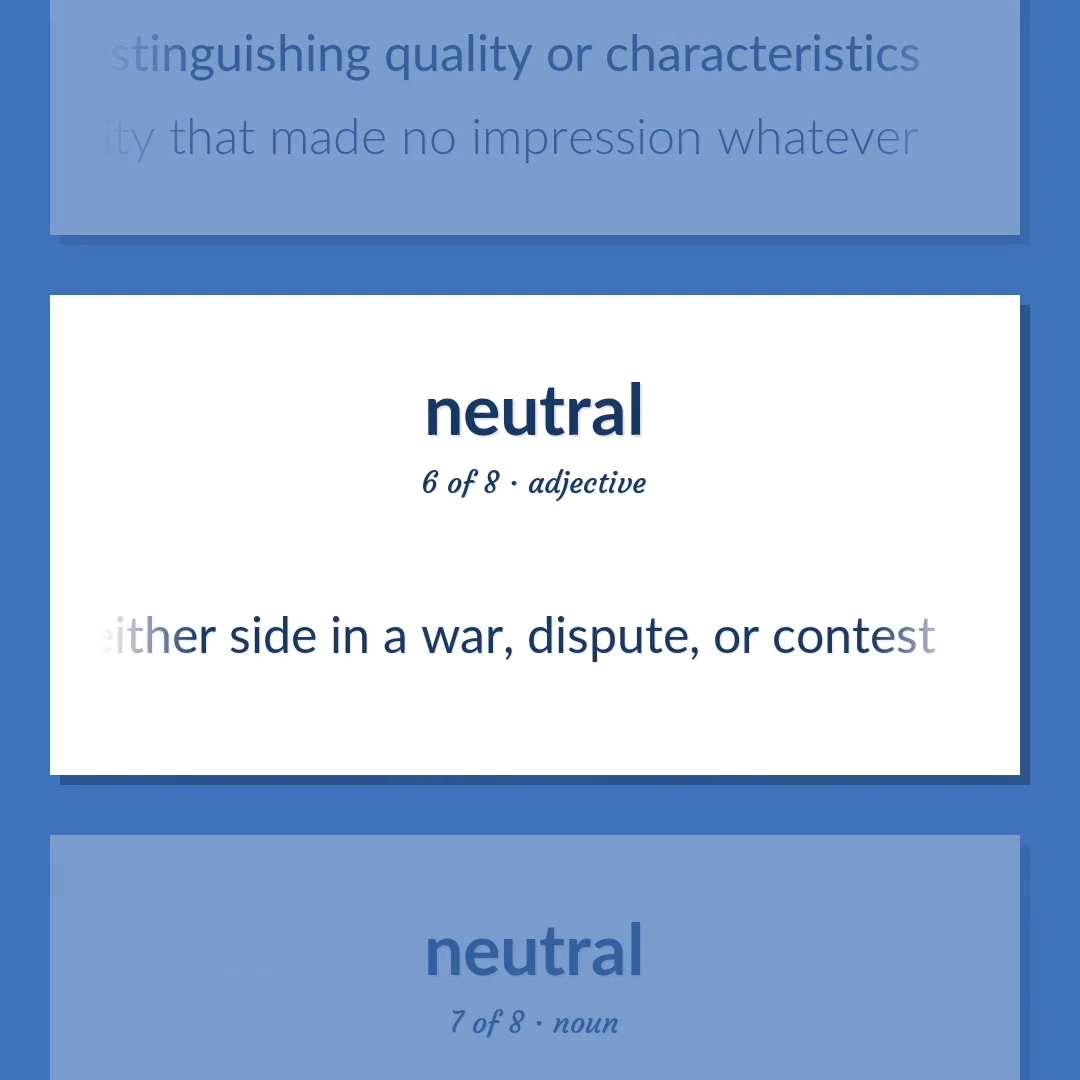 stinguishing quality or characteristics
ity that made no impression whatever
neutral
6 of 8 · adjective
either side in a war, dispute, or contest
neutral
7 of 8 · noun